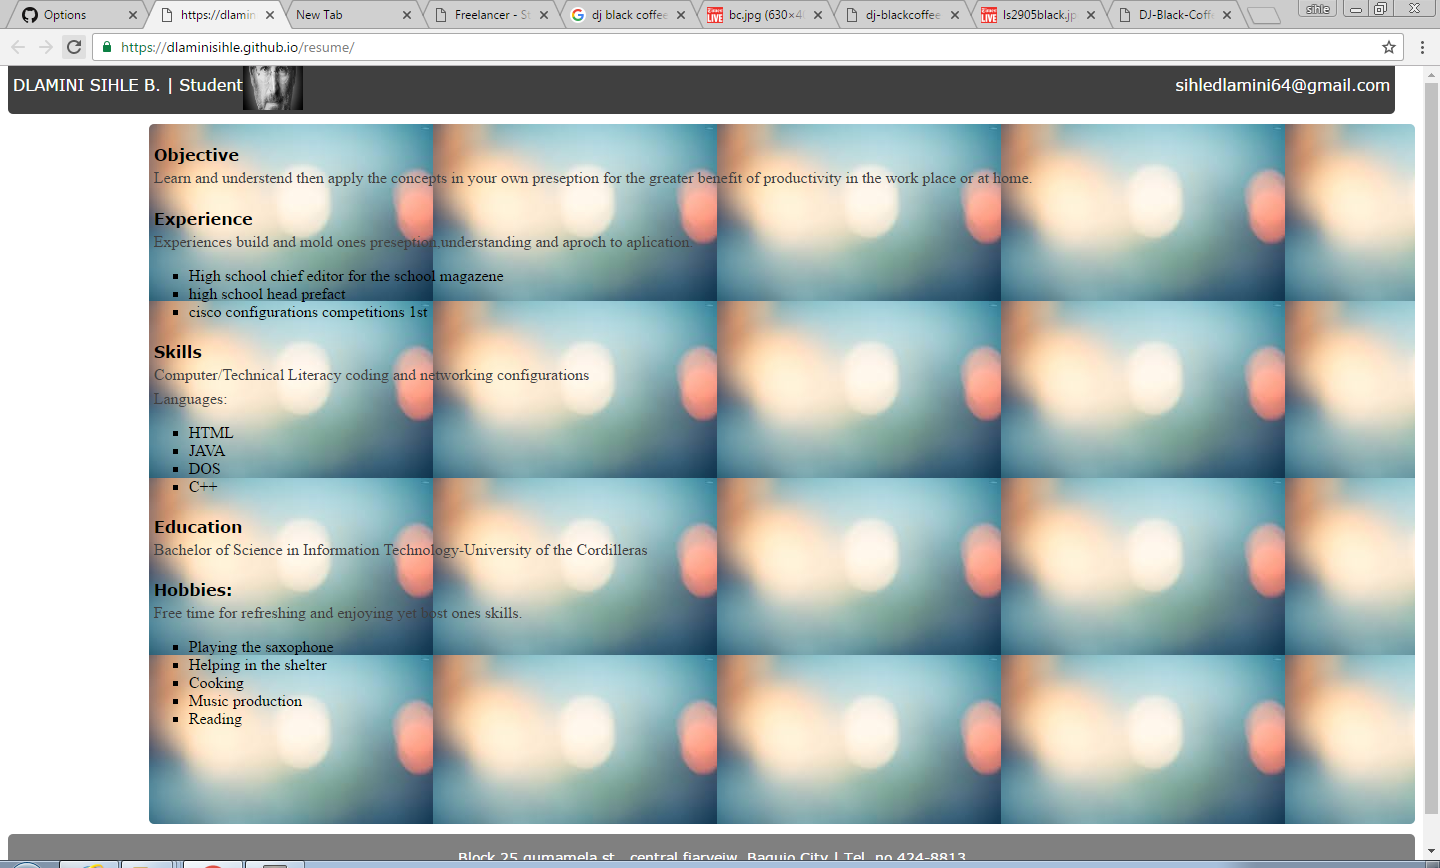 Options
https://dlamin
New Tab
Freelancer - St
dj black coffee
bc.jpg (630×4
dj-blackcoffee
ls2905black.jp
DJ-Black-Coff
sihle
https://dlaminisihle.github.io/resume/
DLAMINI SIHLE B. | Student
sihledlamini64@gmail.com
Objective
Learn and understend then apply the concepts in your own preseption for the greater benefit of productivity in the work place or at home.
Experience
Experiences build and mold ones preseption,understanding and aproch to aplication.
High school chief editor for the school magazene
high school head prefact
cisco configurations competitions 1st
Skills
Computer/Technical Literacy coding and networking configurations
Languages:
HTML
JAVA
DOS
C++
Education
Bachelor of Science in Information Technology-University of the Cordilleras
Hobbies:
Free time for refreshing and enjoying yet bost ones skills.
Playing the saxophone
Helping in the shelter
Cooking
Music production
Reading
Block 25 gumamela st., central fiarveiw, Baguio City | Tel. no 424-8813